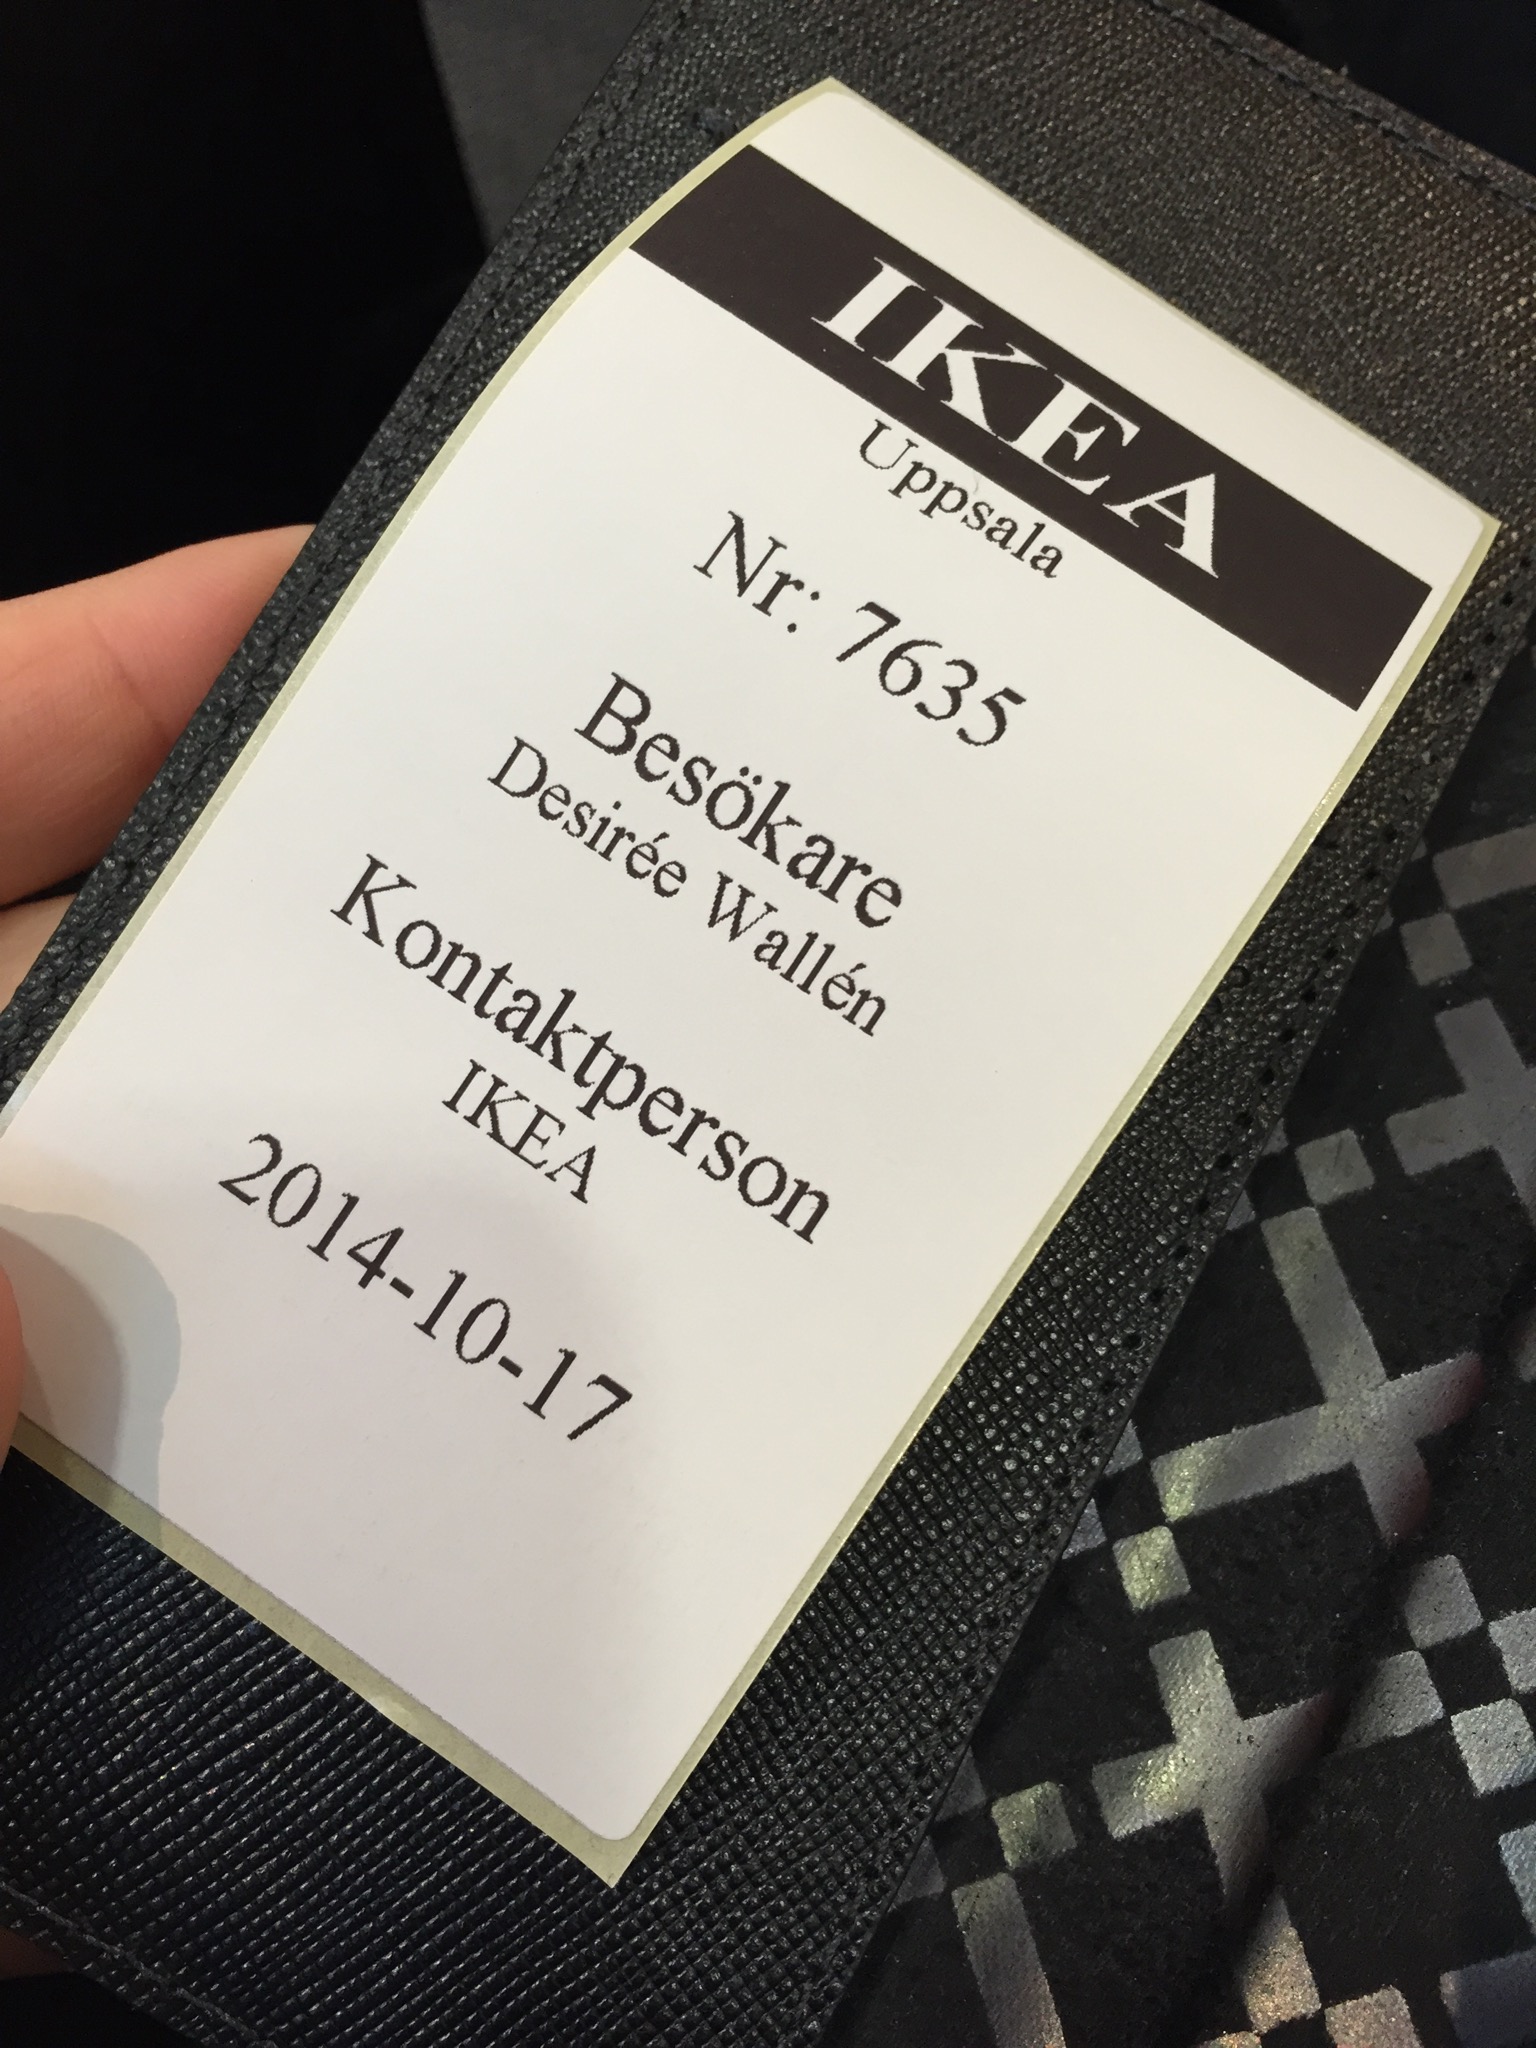 IKEA
Uppsala
Nr: 7635
Besökare
Desirée Wallén
Kontaktperson
IKEA
2014-10-17